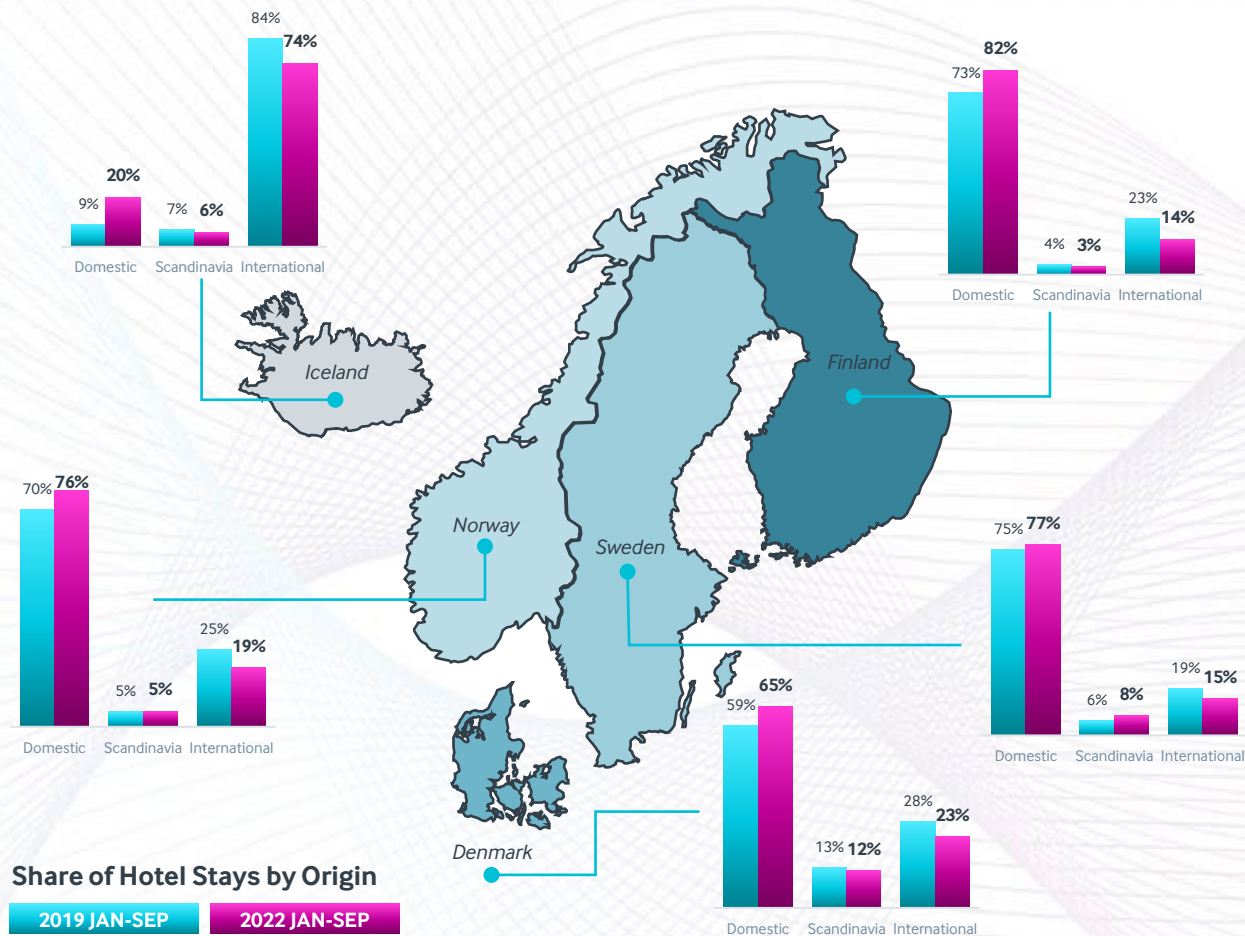 84%
74%
20%
9%
7%
6%
Domestic Scandinavia International
82%
73%
23%
14%
4%
3%
Domestic Scandinavia International
Iceland
Finland
70% 76%
25%
19%
5% 5%
Domestic Scandinavia International
Norway
Sweden
75% 77%
19%
15%
6% 8%
Domestic Scandinavia International
59% 65%
28%
23%
13% 12%
Domestic Scandinavia International
Denmark
Share of Hotel Stays by Origin
2019 JAN-SEP 2022 JAN-SEP